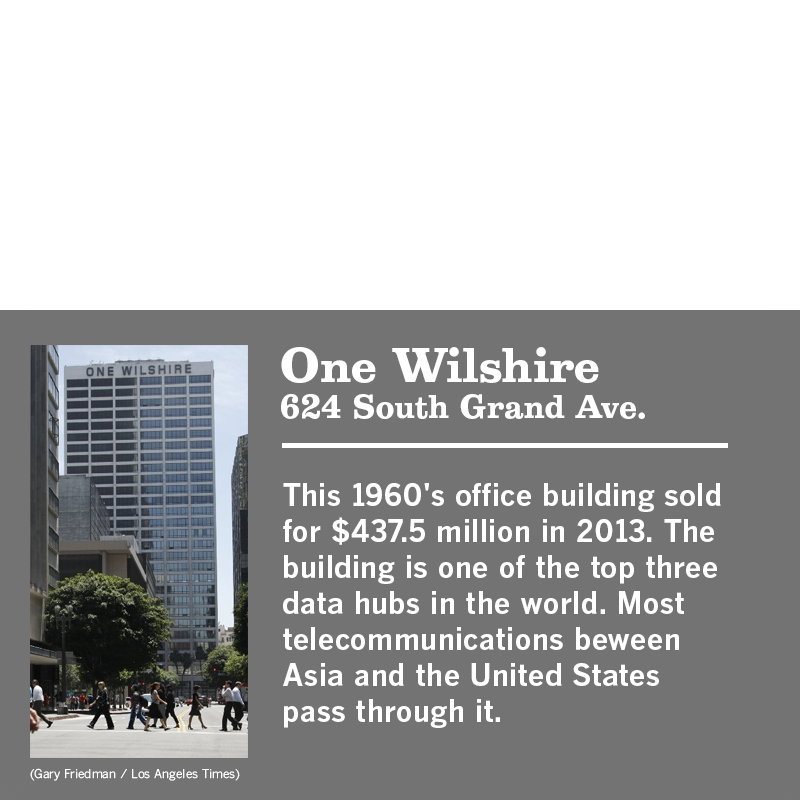 ONE WILSHIRE
One Wilshire
624 South Grand Ave.
This 1960's office building sold
for $437.5 million in 2013. The
building is one of the top three
data hubs in the world. Most
telecommunications beween
Asia and the United States
pass through it.
(Gary Friedman / Los Angeles Times)